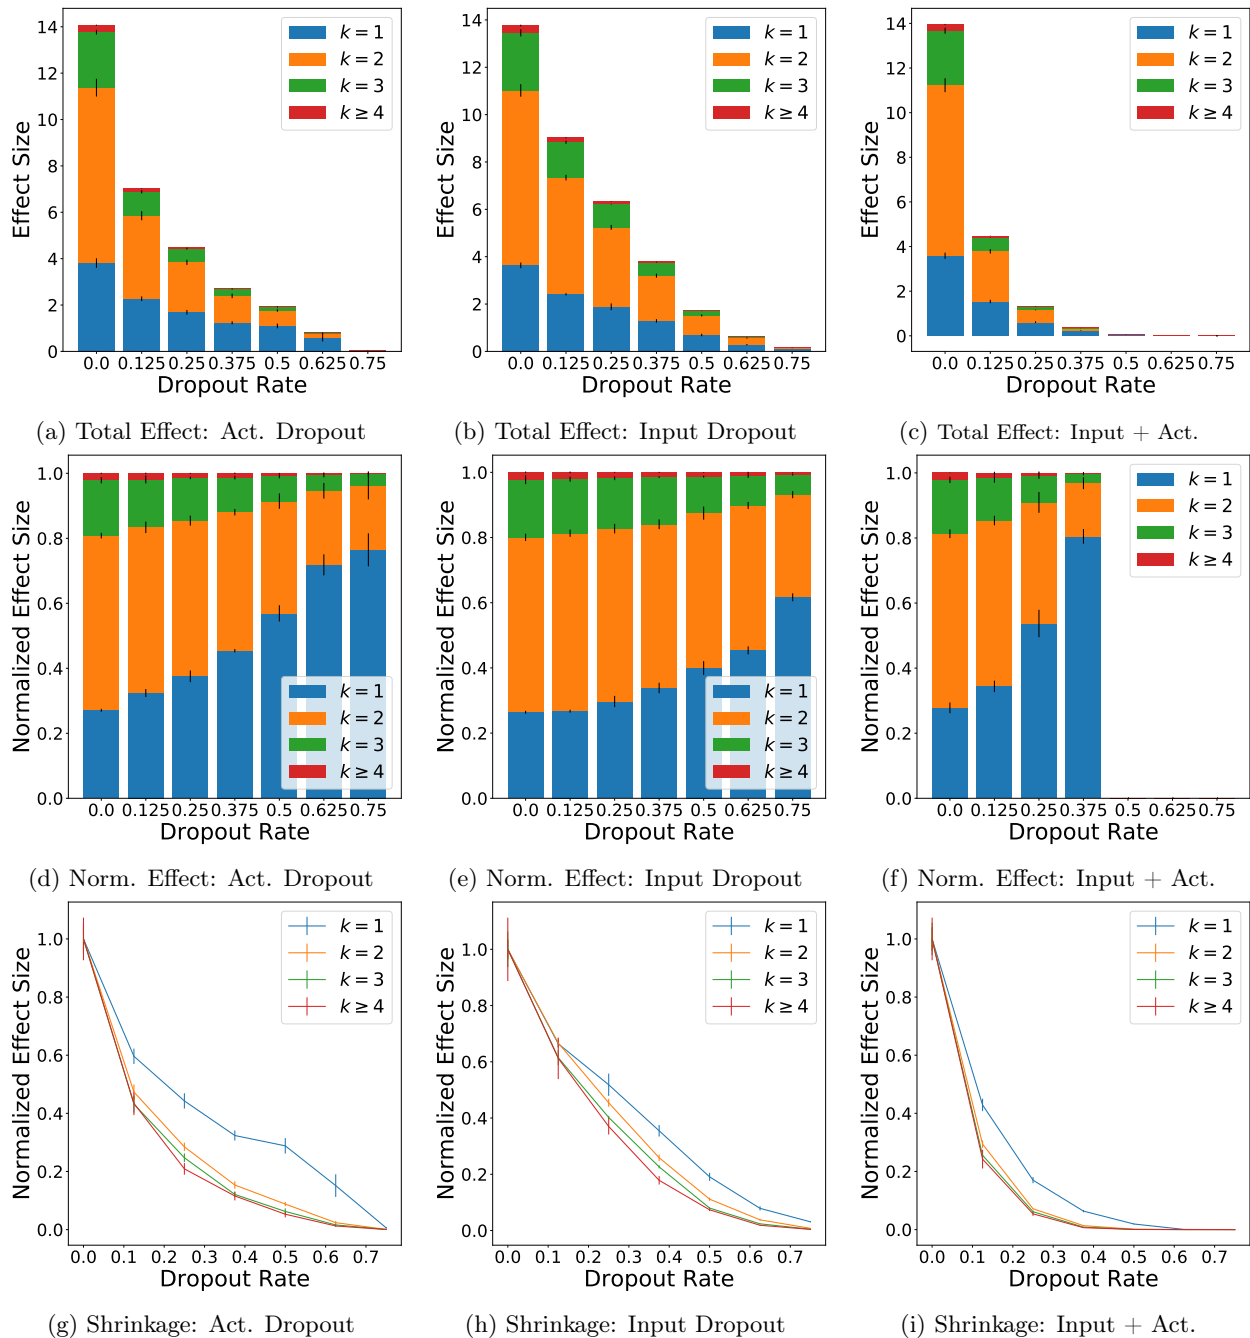 14
12
10
8
6
4
2
0
Effect Size
k = 1
k = 2
k = 3
k ≥ 4
0.0 0.125 0.25 0.375 0.5 0.625 0.75
Dropout Rate
(a) Total Effect: Act. Dropout
14
12
10
8
6
4
2
0
Effect Size
k = 1
k = 2
k = 3
k ≥ 4
0.0 0.125 0.25 0.375 0.5 0.625 0.75
Dropout Rate
(b) Total Effect: Input Dropout
14
12
10
8
6
4
2
0
Effect Size
k = 1
k = 2
k = 3
k ≥ 4
0.0 0.125 0.25 0.375 0.5 0.625 0.75
Dropout Rate
(c) Total Effect: Input + Act.
1.0
0.8
0.6
0.4
0.2
0.0
Normalized Effect Size
k = 1
k = 2
k = 3
k ≥ 4
0.0 0.125 0.25 0.375 0.5 0.625 0.75
Dropout Rate
(d) Norm. Effect: Act. Dropout
1.0
0.8
0.6
0.4
0.2
0.0
Normalized Effect Size
k = 1
k = 2
k = 3
k ≥ 4
0.0 0.125 0.25 0.375 0.5 0.625 0.75
Dropout Rate
(e) Norm. Effect: Input Dropout
1.0
0.8
0.6
0.4
0.2
0.0
Normalized Effect Size
k = 1
k = 2
k = 3
k ≥ 4
0.0 0.125 0.25 0.375 0.5 0.625 0.75
Dropout Rate
(f) Norm. Effect: Input + Act.
1.0
0.8
0.6
0.4
0.2
0.0
Normalized Effect Size
k = 1
k = 2
k = 3
k ≥ 4
0.0 0.1 0.2 0.3 0.4 0.5 0.6 0.7
Dropout Rate
(g) Shrinkage: Act. Dropout
1.0
0.8
0.6
0.4
0.2
0.0
Normalized Effect Size
k = 1
k = 2
k = 3
k ≥ 4
0.0 0.1 0.2 0.3 0.4 0.5 0.6 0.7
Dropout Rate
(h) Shrinkage: Input Dropout
1.0
0.8
0.6
0.4
0.2
0.0
Normalized Effect Size
k = 1
k = 2
k = 3
k ≥ 4
0.0 0.1 0.2 0.3 0.4 0.5 0.6 0.7
Dropout Rate
(i) Shrinkage: Input + Act.